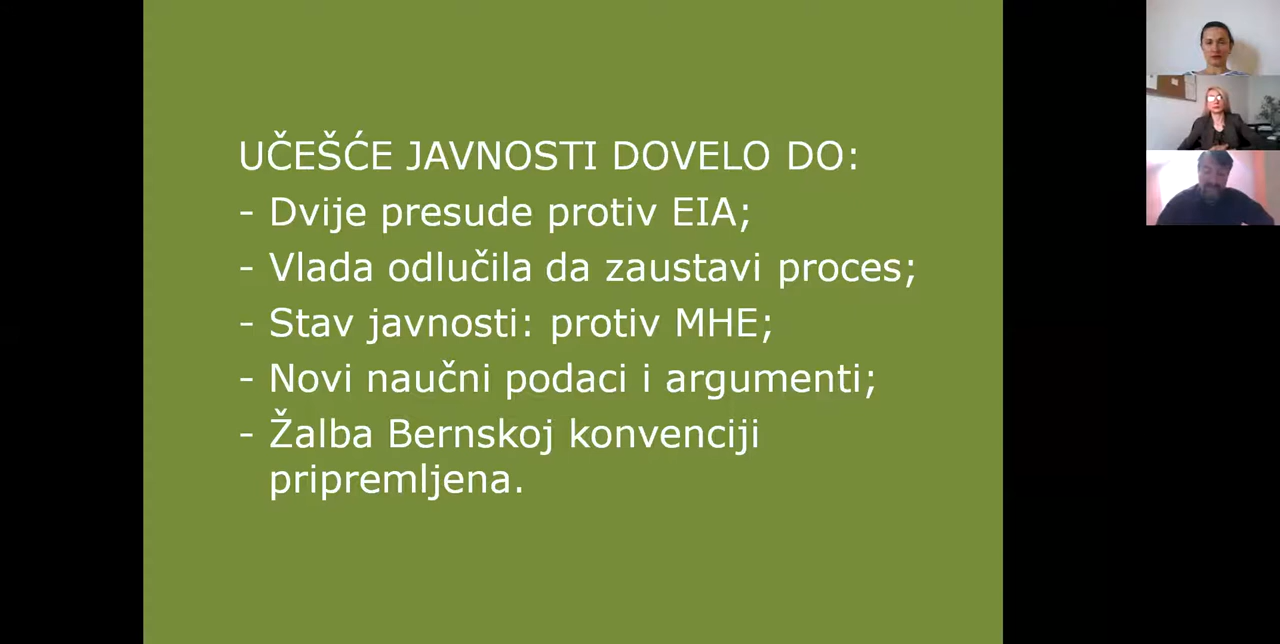 UČEŠĆE JAVNOSTI DOVELO DO:
- Dvije presude protiv EIA;
- Vlada odlučila da zaustavi proces;
- Stav javnosti: protiv MHE;
- Novi naučni podaci i argumenti;
- Žalba Bernskoj konvenciji
pripremljena.